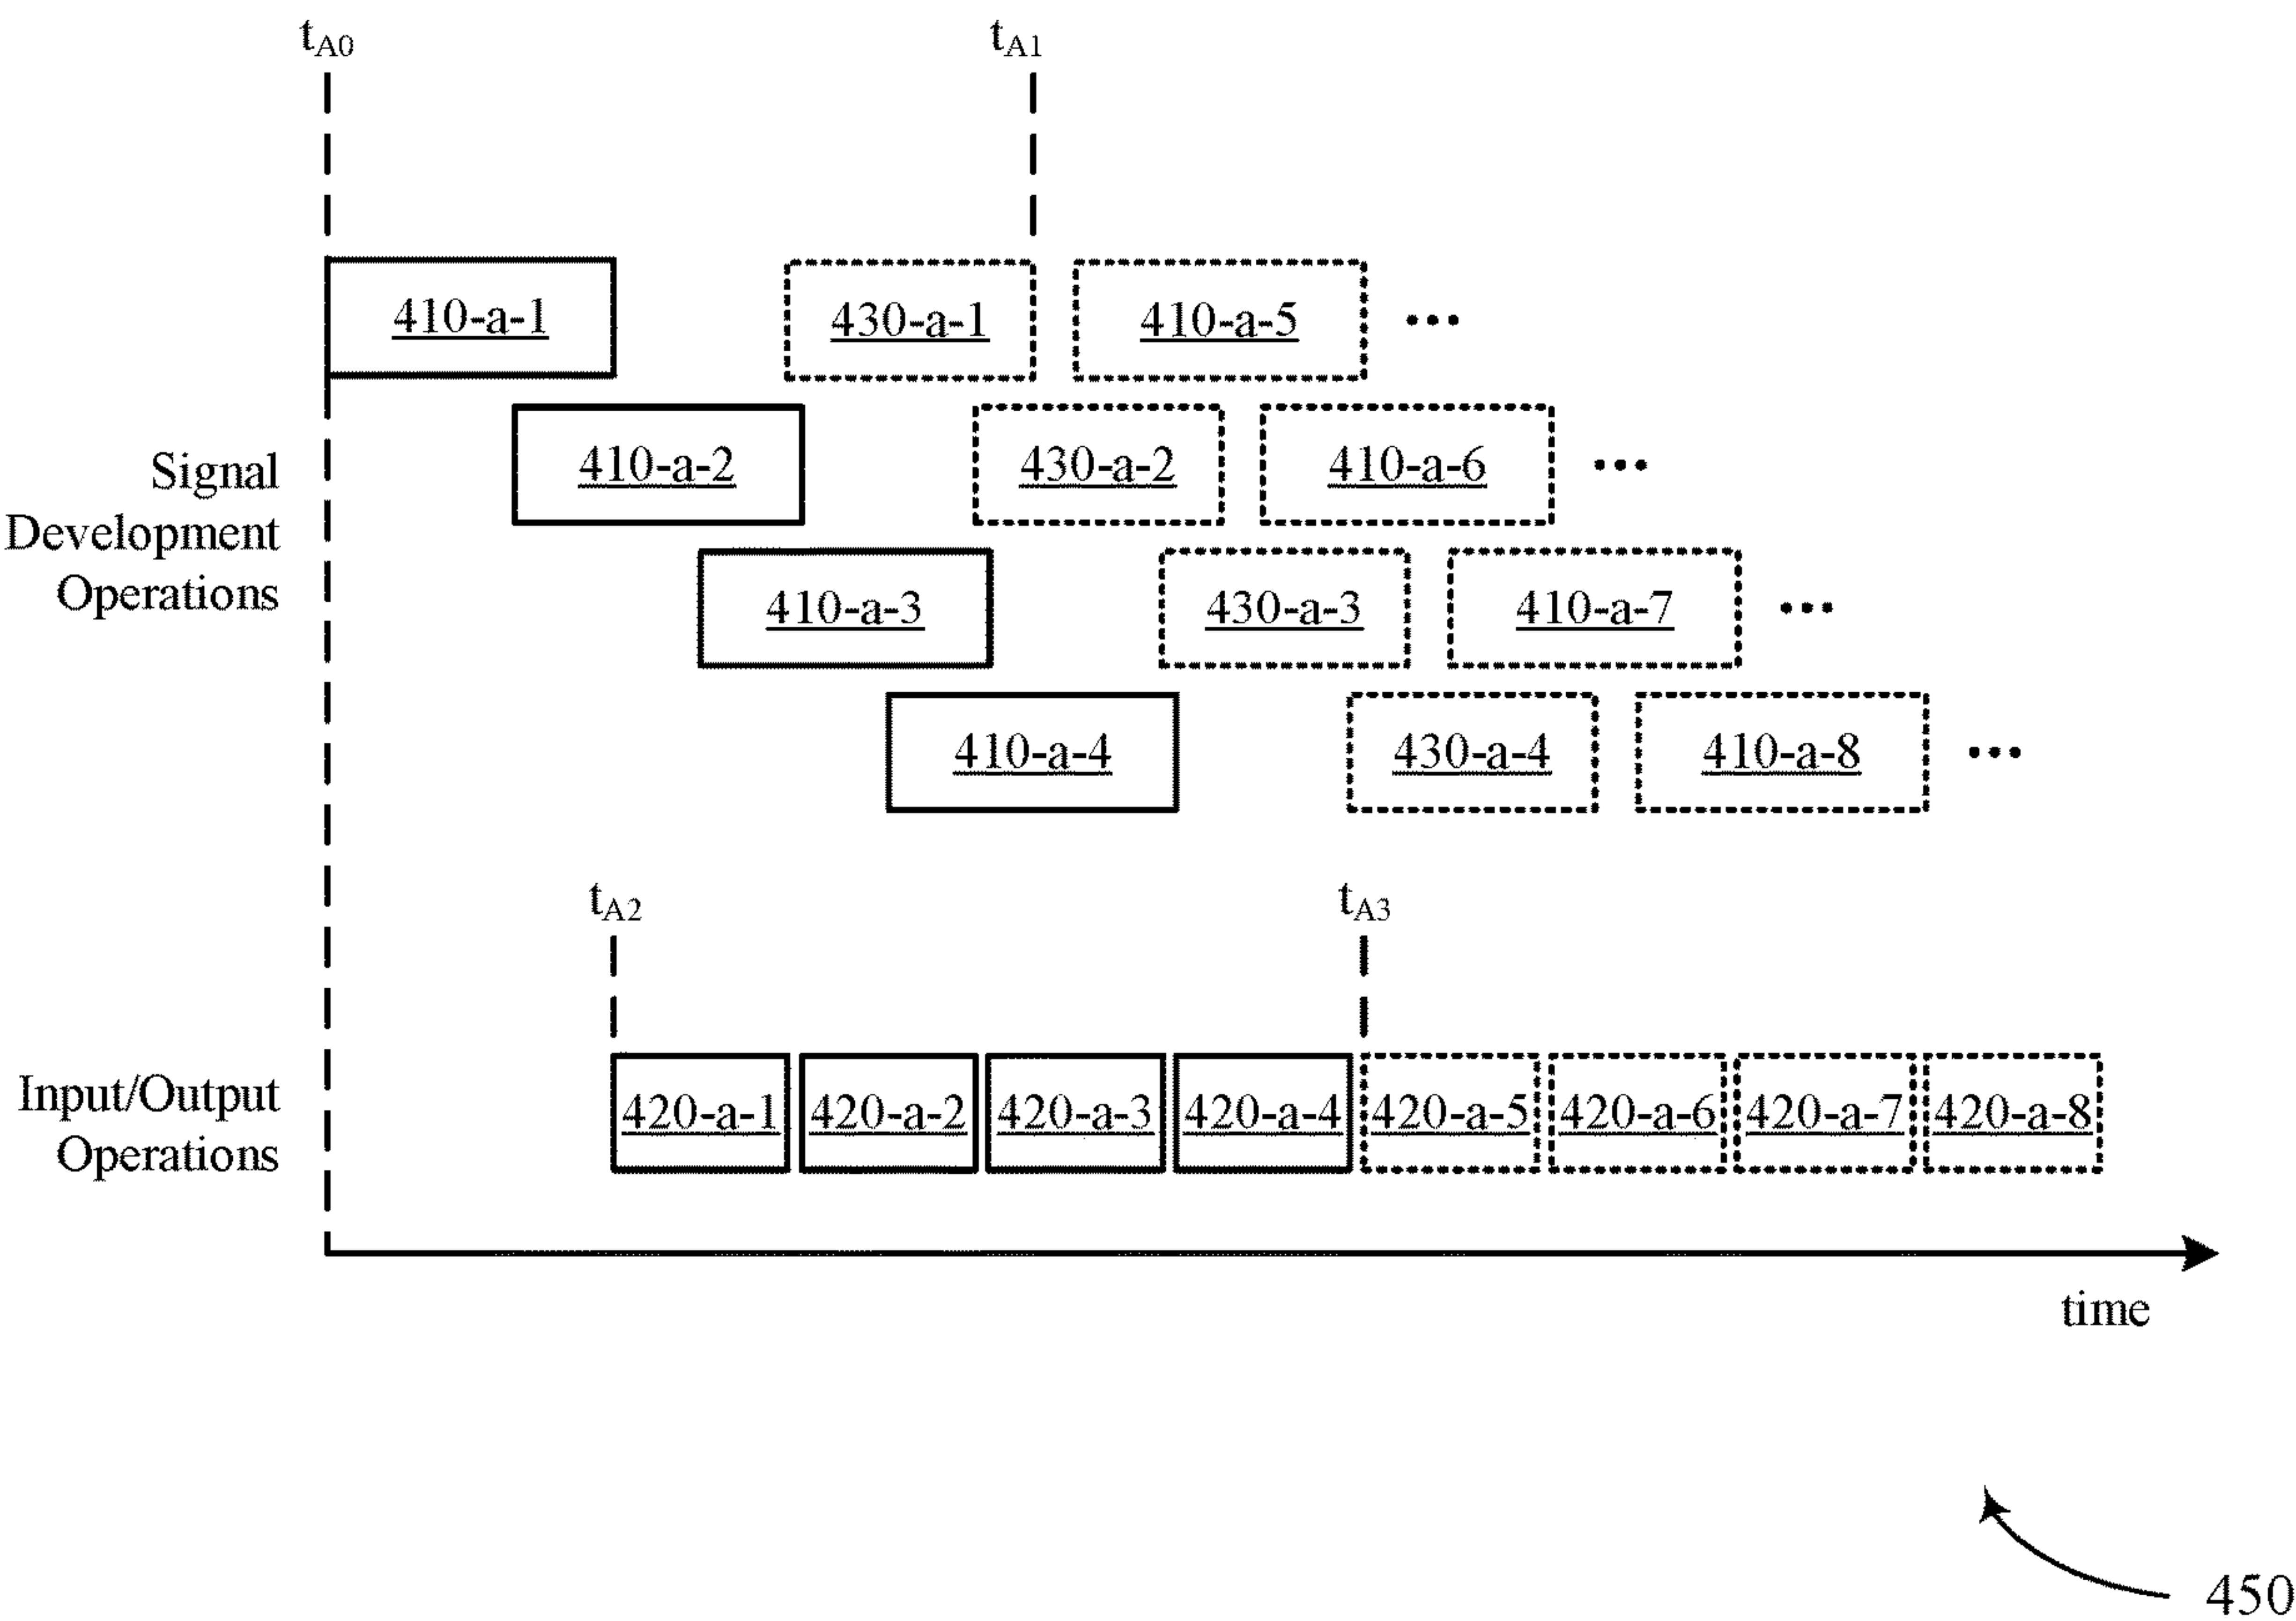 tA0 tA1
410-a-1 430-a-1 410-a-5 ...
410-a-2 430-a-2 410-a-6 ...
Signal
Development
Operations
410-a-3 430-a-3 410-a-7 ...
410-a-4 430-a-4 410-a-8 ...
tA2 tA3
Input/Output
Operations
420-a-1 420-a-2 420-a-3 420-a-4 420-a-5 420-a-6 420-a-7 420-a-8
time
450